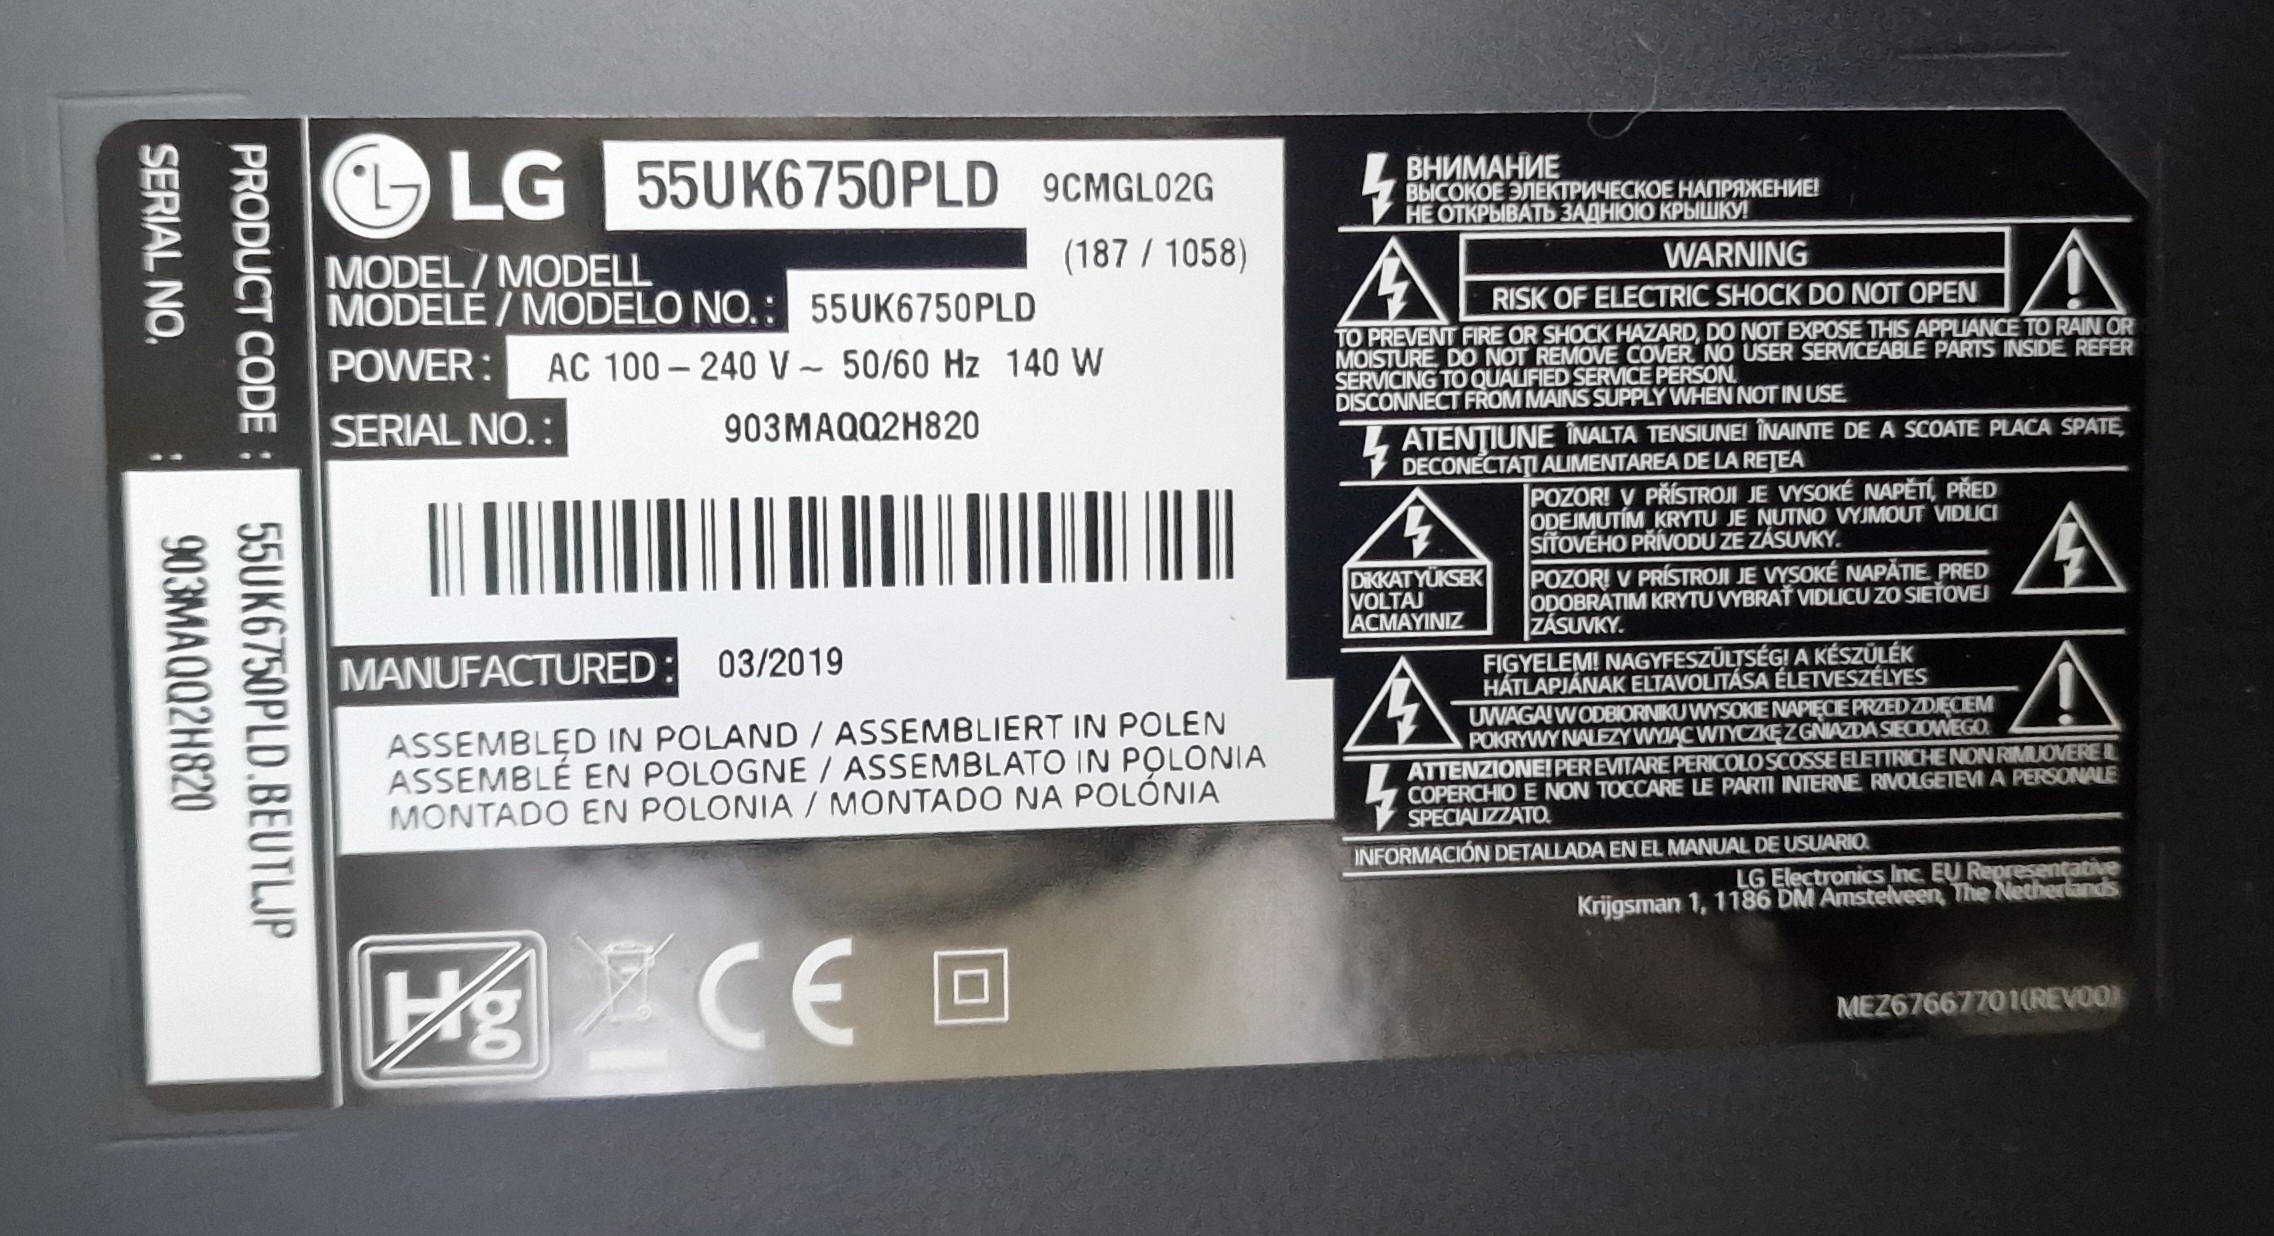 PRODUCT CODE : 55UK6750PLD.BEUTLJP
SERIAL NO. : 903MAQQ2H820
LG 55UK6750PLD 9CMGL02G
(187 / 1058)
MODEL / MODELL
MODELE / MODELO NO. : 55UK6750PLD
POWER : AC 100 – 240 V ~ 50/60 Hz 140 W
SERIAL NO. : 903MAQQ2H820
MANUFACTURED : 03/2019
ASSEMBLED IN POLAND / ASSEMBLIERT IN POLEN
ASSEMBLÉ EN POLOGNE / ASSEMBLATO IN POLONIA
MONTADO EN POLONIA / MONTADO NA POLÓNIA
Hg
CE
ВНИМАНИЕ
ВЫСОКОЕ ЭЛЕКТРИЧЕСКОЕ НАПРЯЖЕНИЕ!
НЕ ОТКРЫВАТЬ ЗАДНЮЮ КРЫШКУ!
WARNING
RISK OF ELECTRIC SHOCK DO NOT OPEN
TO PREVENT FIRE OR SHOCK HAZARD, DO NOT EXPOSE THIS APPLIANCE TO RAIN OR
MOISTURE. DO NOT REMOVE COVER. NO USER SERVICEABLE PARTS INSIDE. REFER
SERVICING TO QUALIFIED SERVICE PERSON.
DISCONNECT FROM MAINS SUPPLY WHEN NOT IN USE.
ATENŢIUNE ÎNALTA TENSIUNE! ÎNAINTE DE A SCOATE PLACA SPATE,
DECONECTAŢI ALIMENTAREA DE LA REŢEA
DiKKAT YÜKSEK
VOLTAJ
ACMAYINIZ
POZOR! V PŘÍSTROJI JE VYSOKÉ NAPĚTÍ, PŘED
ODEJMUTÍM KRYTU JE NUTNO VYJMOUT VIDLICI
SÍŤOVÉHO PŘÍVODU ZE ZÁSUVKY.
POZOR! V PRÍSTROJI JE VYSOKÉ NAPÄTIE. PRED
ODOBRATIM KRYTU VYBRAŤ VIDLICU ZO SIEŤOVEJ
ZÁSUVKY.
FIGYELEM! NAGYFESZÜLTSÉG! A KÉSZÜLÉK
HÁTLAPJÁNAK ELTAVOLITÁSA ÉLETVESZÉLYES
UWAGA! W ODBIORNIKU WYSOKIE NAPIĘCIE PRZED ZDJĘCIEM
POKRYWY NALEZY WYJĄC WTYCZKĘ Z GNIAZDA SIECIOWEGO.
ATTENZIONE! PER EVITARE PERICOLO SCOSSE ELETTRICHE NON RIMUOVERE IL
COPERCHIO E NON TOCCARE LE PARTI INTERNE. RIVOLGETEVI A PERSONALE
SPECIALIZZATO.
INFORMACIÓN DETALLADA EN EL MANUAL DE USUARIO.
LG Electronics Inc. EU Representative
Krijgsman 1, 1186 DM Amstelveen, The Netherlands
MEZ67667701(REV00)